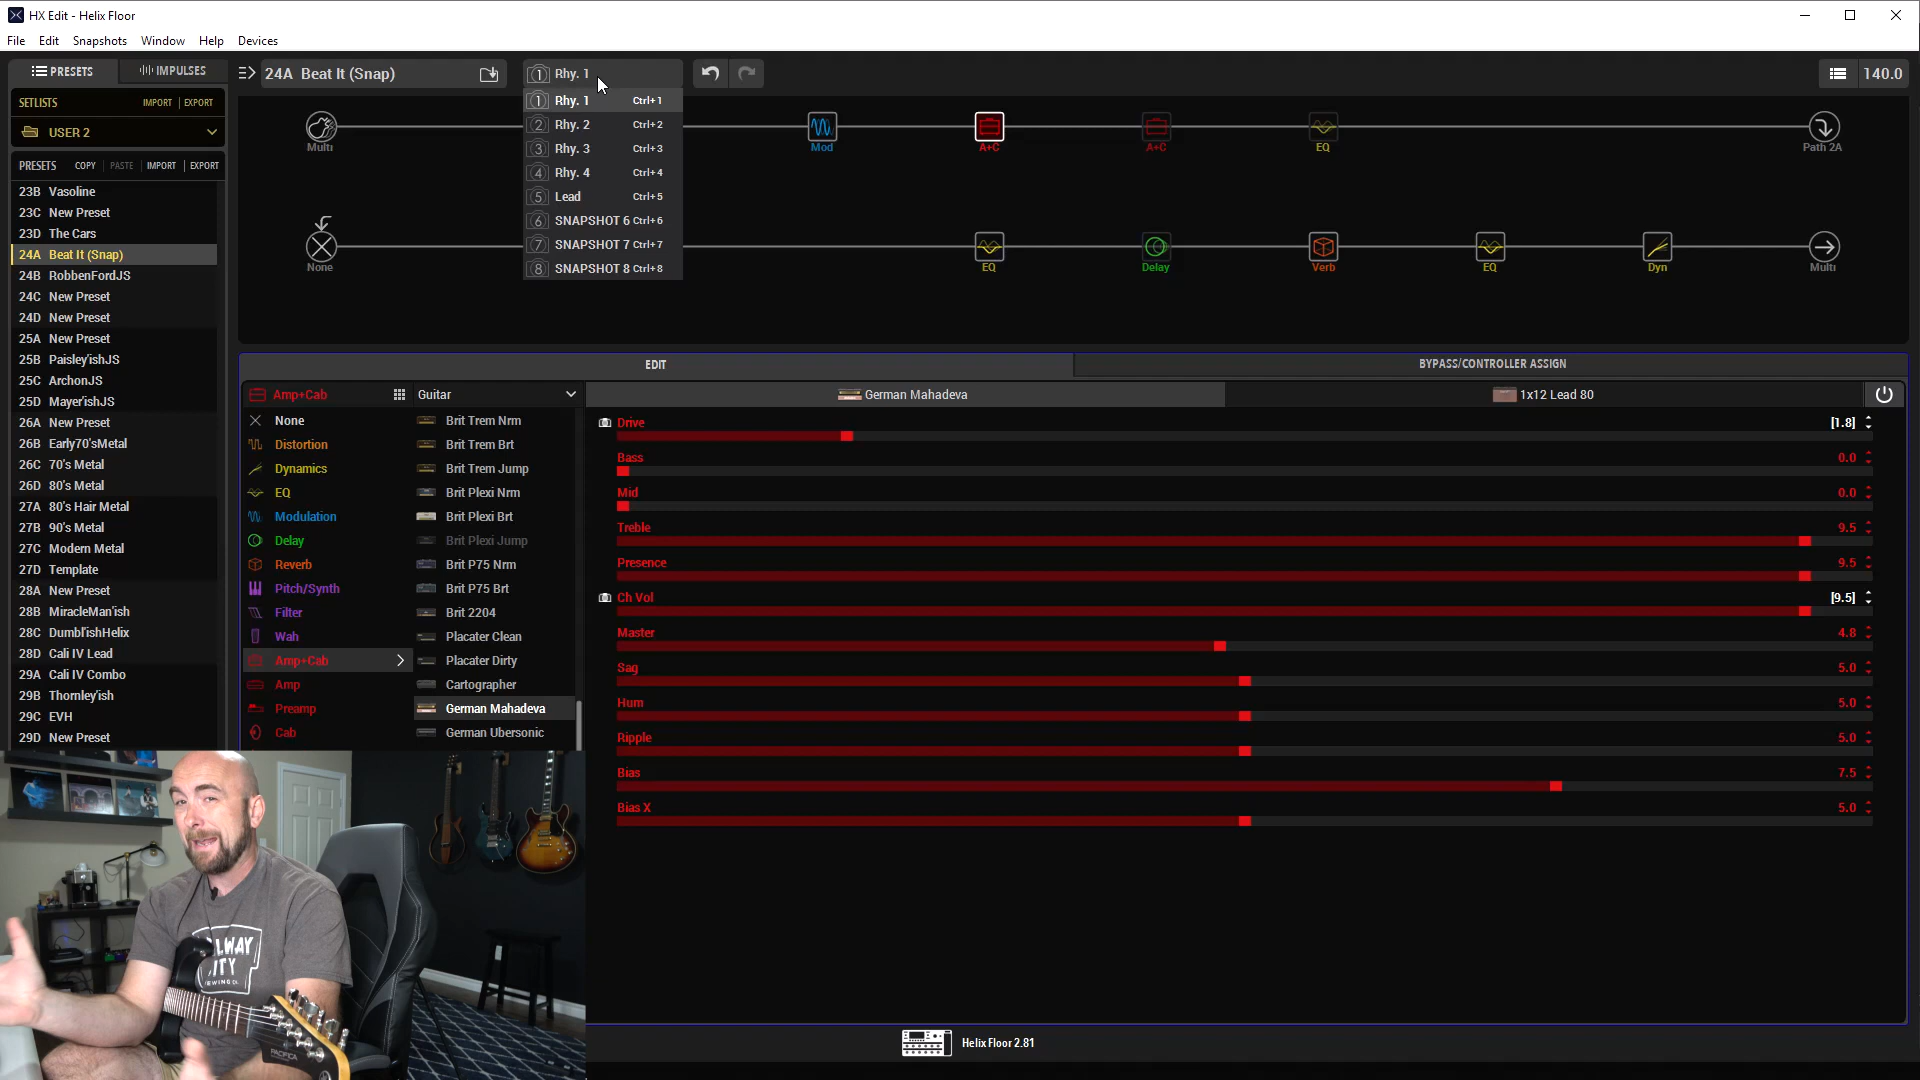 HX Edit - Helix Floor
File Edit Snapshots Window Help Devices
PRESETS IMPULSES
24A Beat It (Snap)
1 Rhy. 1
140.0
SETLISTS IMPORT EXPORT
USER 2
PRESETS COPY PASTE IMPORT EXPORT
23B Vasoline
23C New Preset
23D The Cars
24A Beat It (Snap)
24B RobbenFordJS
24C New Preset
24D New Preset
25A New Preset
25B Paisley'ishJS
25C ArchonJS
25D Mayer'ishJS
26A New Preset
26B Early70'sMetal
26C 70's Metal
26D 80's Metal
27A 80's Hair Metal
27B 90's Metal
27C Modern Metal
27D Template
28A New Preset
28B MiracleMan'ish
28C Dumbl'ishHelix
28D Cali IV Lead
29A Cali IV Combo
29B Thornley'ish
29C EVH
29D New Preset
1 Rhy. 1 Ctrl+1
2 Rhy. 2 Ctrl+2
3 Rhy. 3 Ctrl+3
4 Rhy. 4 Ctrl+4
5 Lead Ctrl+5
6 SNAPSHOT 6 Ctrl+6
7 SNAPSHOT 7 Ctrl+7
8 SNAPSHOT 8 Ctrl+8
Multi Mod A+C A+C EQ Path 2A
None EQ Delay Verb EQ Dyn Multi
EDIT BYPASS/CONTROLLER ASSIGN
Amp+Cab Guitar German Mahadeva 1x12 Lead 80
None
Distortion
Dynamics
EQ
Modulation
Delay
Reverb
Pitch/Synth
Filter
Wah
Amp+Cab
Amp
Preamp
Cab
Brit Trem Nrm
Brit Trem Brt
Brit Trem Jump
Brit Plexi Nrm
Brit Plexi Brt
Brit Plexi Jump
Brit P75 Nrm
Brit P75 Brt
Brit 2204
Placater Clean
Placater Dirty
Cartographer
German Mahadeva
German Ubersonic
Drive [1.8]
Bass 0.0
Mid 0.0
Treble 9.5
Presence 9.5
Ch Vol [9.5]
Master 4.8
Sag 5.0
Hum 5.0
Ripple 5.0
Bias 7.5
Bias X 5.0
PACIFICA
Helix Floor 2.81